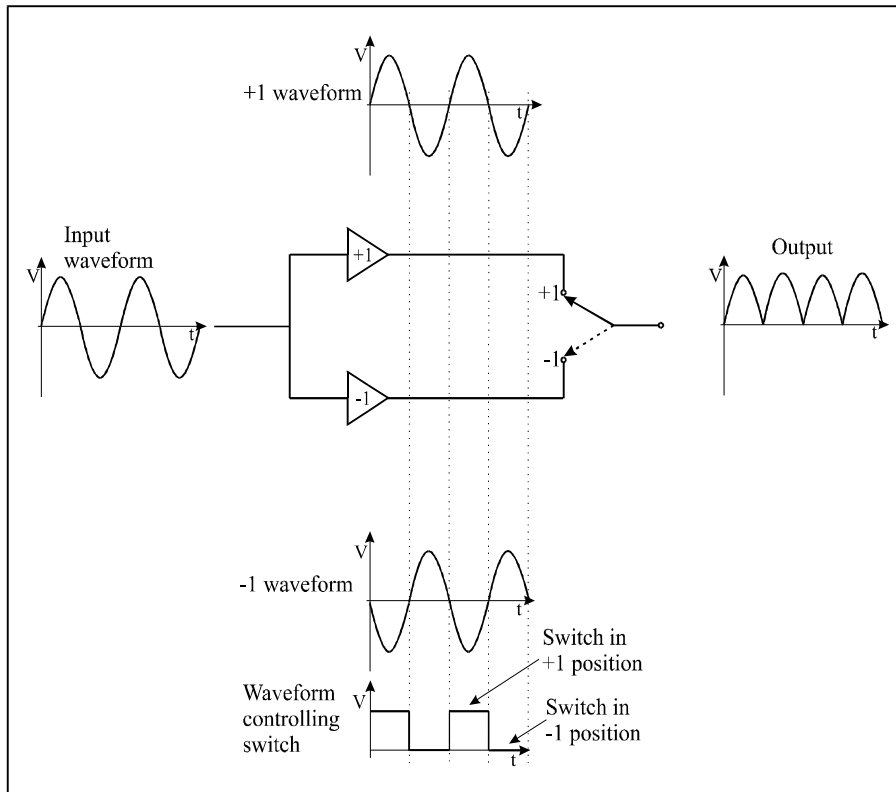 V
+1 waveform
t
Input
waveform
V
t
+1
+1
-1
-1
Output
V
t
V
-1 waveform
t
Switch in
+1 position
Waveform
controlling
switch
V
t
Switch in
-1 position